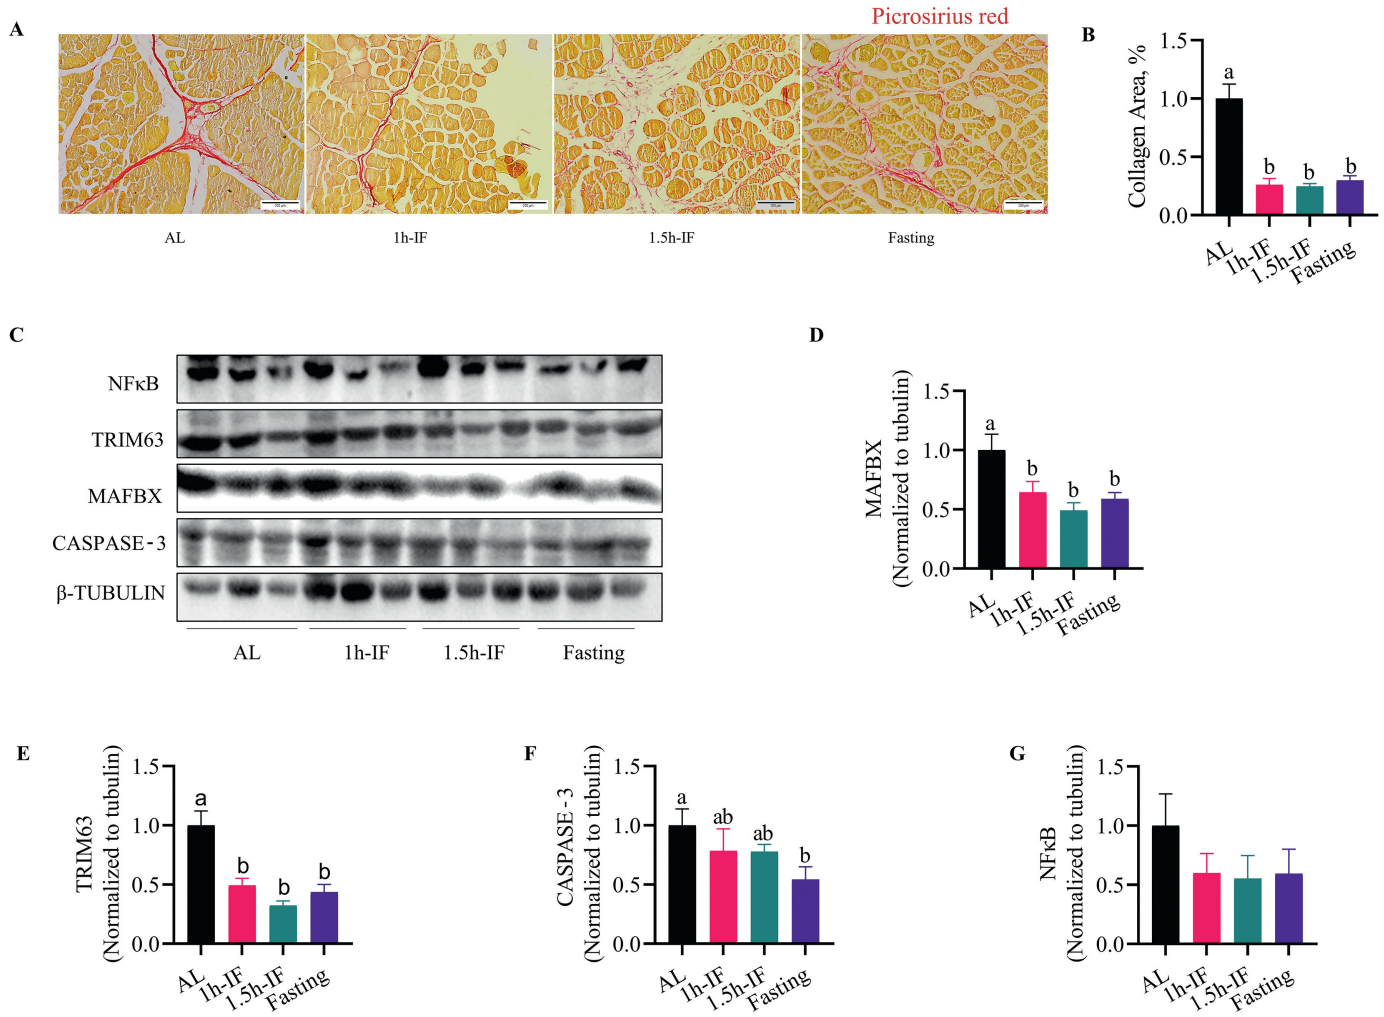 Picrosirius red
A
AL
1h-IF
1.5h-IF
Fasting
B
Collagen Area, %
1.5
1.0
0.5
0.0
a
b
b
b
AL
1h-IF
1.5h-IF
Fasting
C
NFκB
TRIM63
MAFBX
CASPASE-3
β-TUBULIN
AL
1h-IF
1.5h-IF
Fasting
D
MAFBX
(Normalized to tubulin)
1.5
1.0
0.5
0.0
a
b
b
b
AL
1h-IF
1.5h-IF
Fasting
E
TRIM63
(Normalized to tubulin)
1.5
1.0
0.5
0.0
a
b
b
b
AL
1h-IF
1.5h-IF
Fasting
F
CASPASE-3
(Normalized to tubulin)
1.5
1.0
0.5
0.0
a
ab
ab
b
AL
1h-IF
1.5h-IF
Fasting
G
NFκB
(Normalized to tubulin)
1.5
1.0
0.5
0.0
AL
1h-IF
1.5h-IF
Fasting